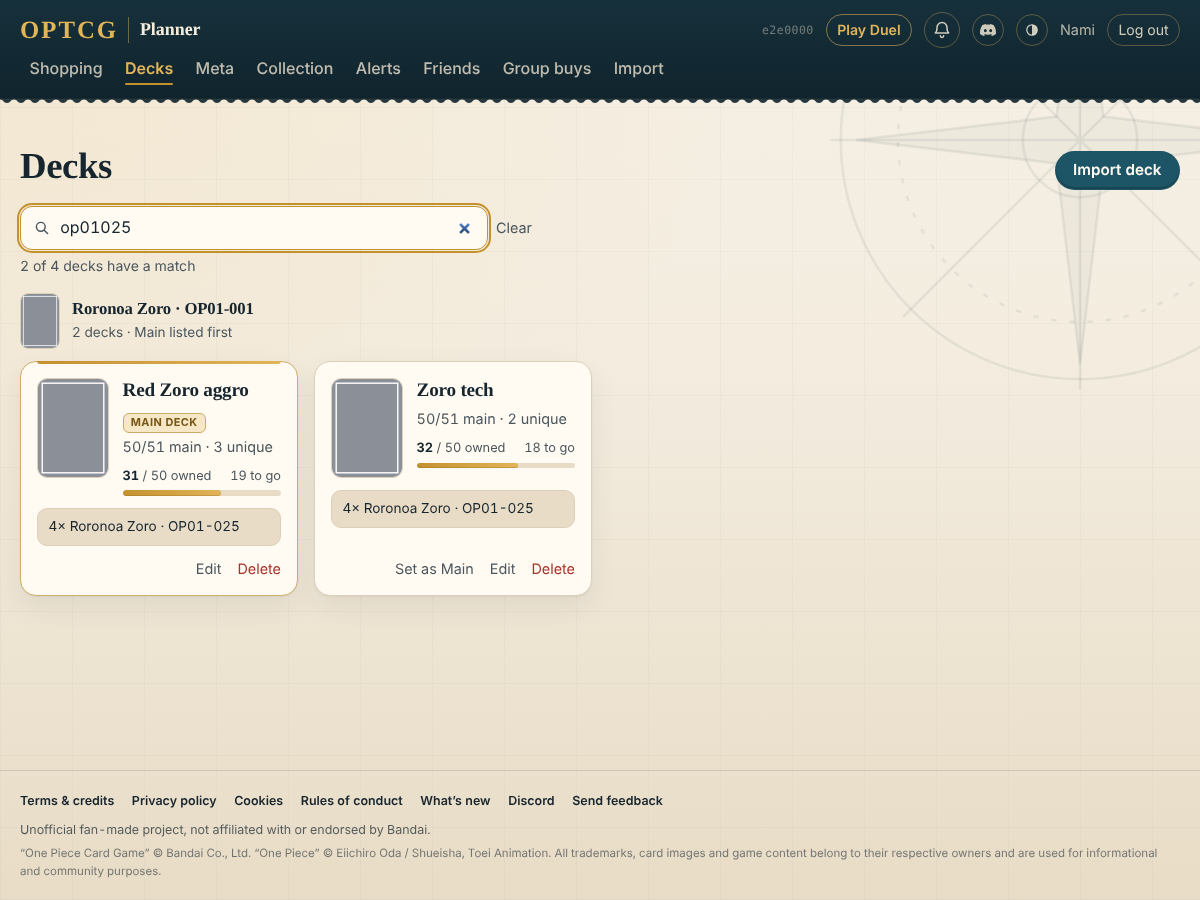 OPTCG Planner
e2e0000 Play Duel Nami Log out
Shopping Decks Meta Collection Alerts Friends Group buys Import
Decks
Import deck
op01025
Clear
2 of 4 decks have a match
Roronoa Zoro · OP01-001
2 decks · Main listed first
Red Zoro aggro
MAIN DECK
50/51 main · 3 unique
31 / 50 owned 19 to go
4× Roronoa Zoro · OP01-025
Edit Delete
Zoro tech
50/51 main · 2 unique
32 / 50 owned 18 to go
4× Roronoa Zoro · OP01-025
Set as Main Edit Delete
Terms & credits Privacy policy Cookies Rules of conduct What’s new Discord Send feedback
Unofficial fan-made project, not affiliated with or endorsed by Bandai.
“One Piece Card Game” © Bandai Co., Ltd. “One Piece” © Eiichiro Oda / Shueisha, Toei Animation. All trademarks, card images and game content belong to their respective owners and are used for informational
and community purposes.